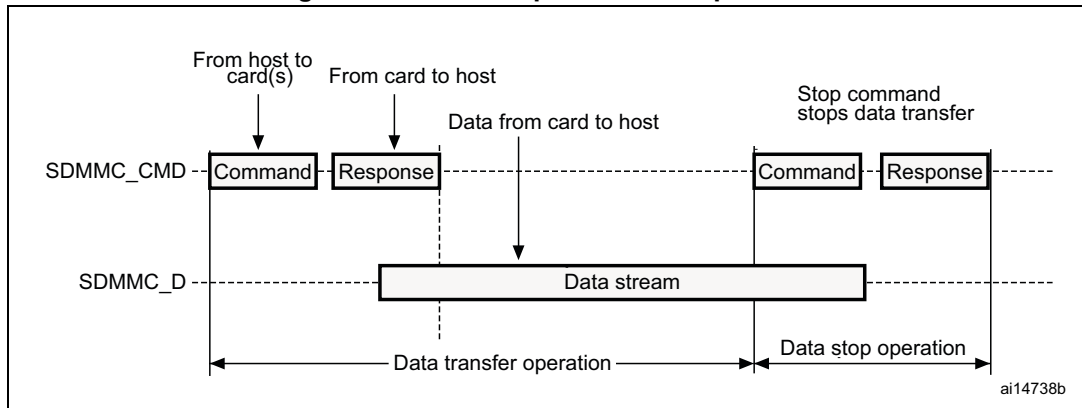 From host to
card(s)
From card to host
Data from card to host
Stop command
stops data transfer
SDMMC_CMD
Command
Response
Command
Response
SDMMC_D
Data stream
Data transfer operation
Data stop operation
ai14738b